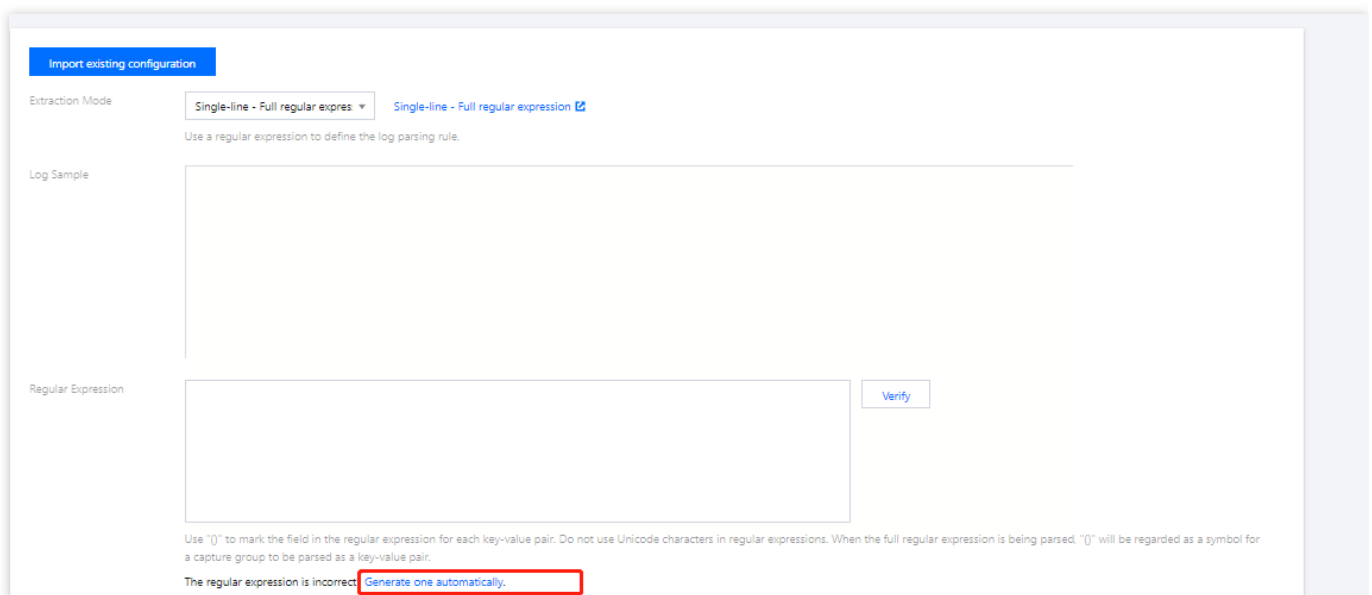 Import existing configuration
Extraction Mode
Single-line - Full regular expres
Single-line - Full regular expression
Use a regular expression to define the log parsing rule.
Log Sample
Regular Expression
Verify
Use "()" to mark the field in the regular expression for each key-value pair. Do not use Unicode characters in regular expressions. When the full regular expression is being parsed, "()" will be regarded as a symbol for
a capture group to be parsed as a key-value pair.
The regular expression is incorrect Generate one automatically.